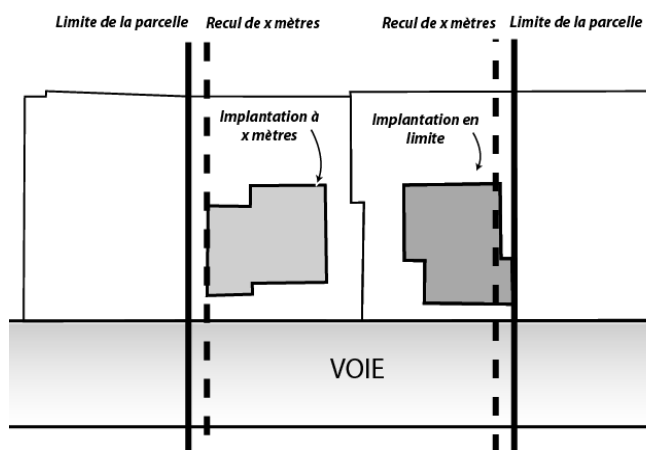 Limite de la parcelle Recul de x mètres Recul de x mètres Limite de la parcelle
Implantation à
x mètres
Implantation en
limite
VOIE